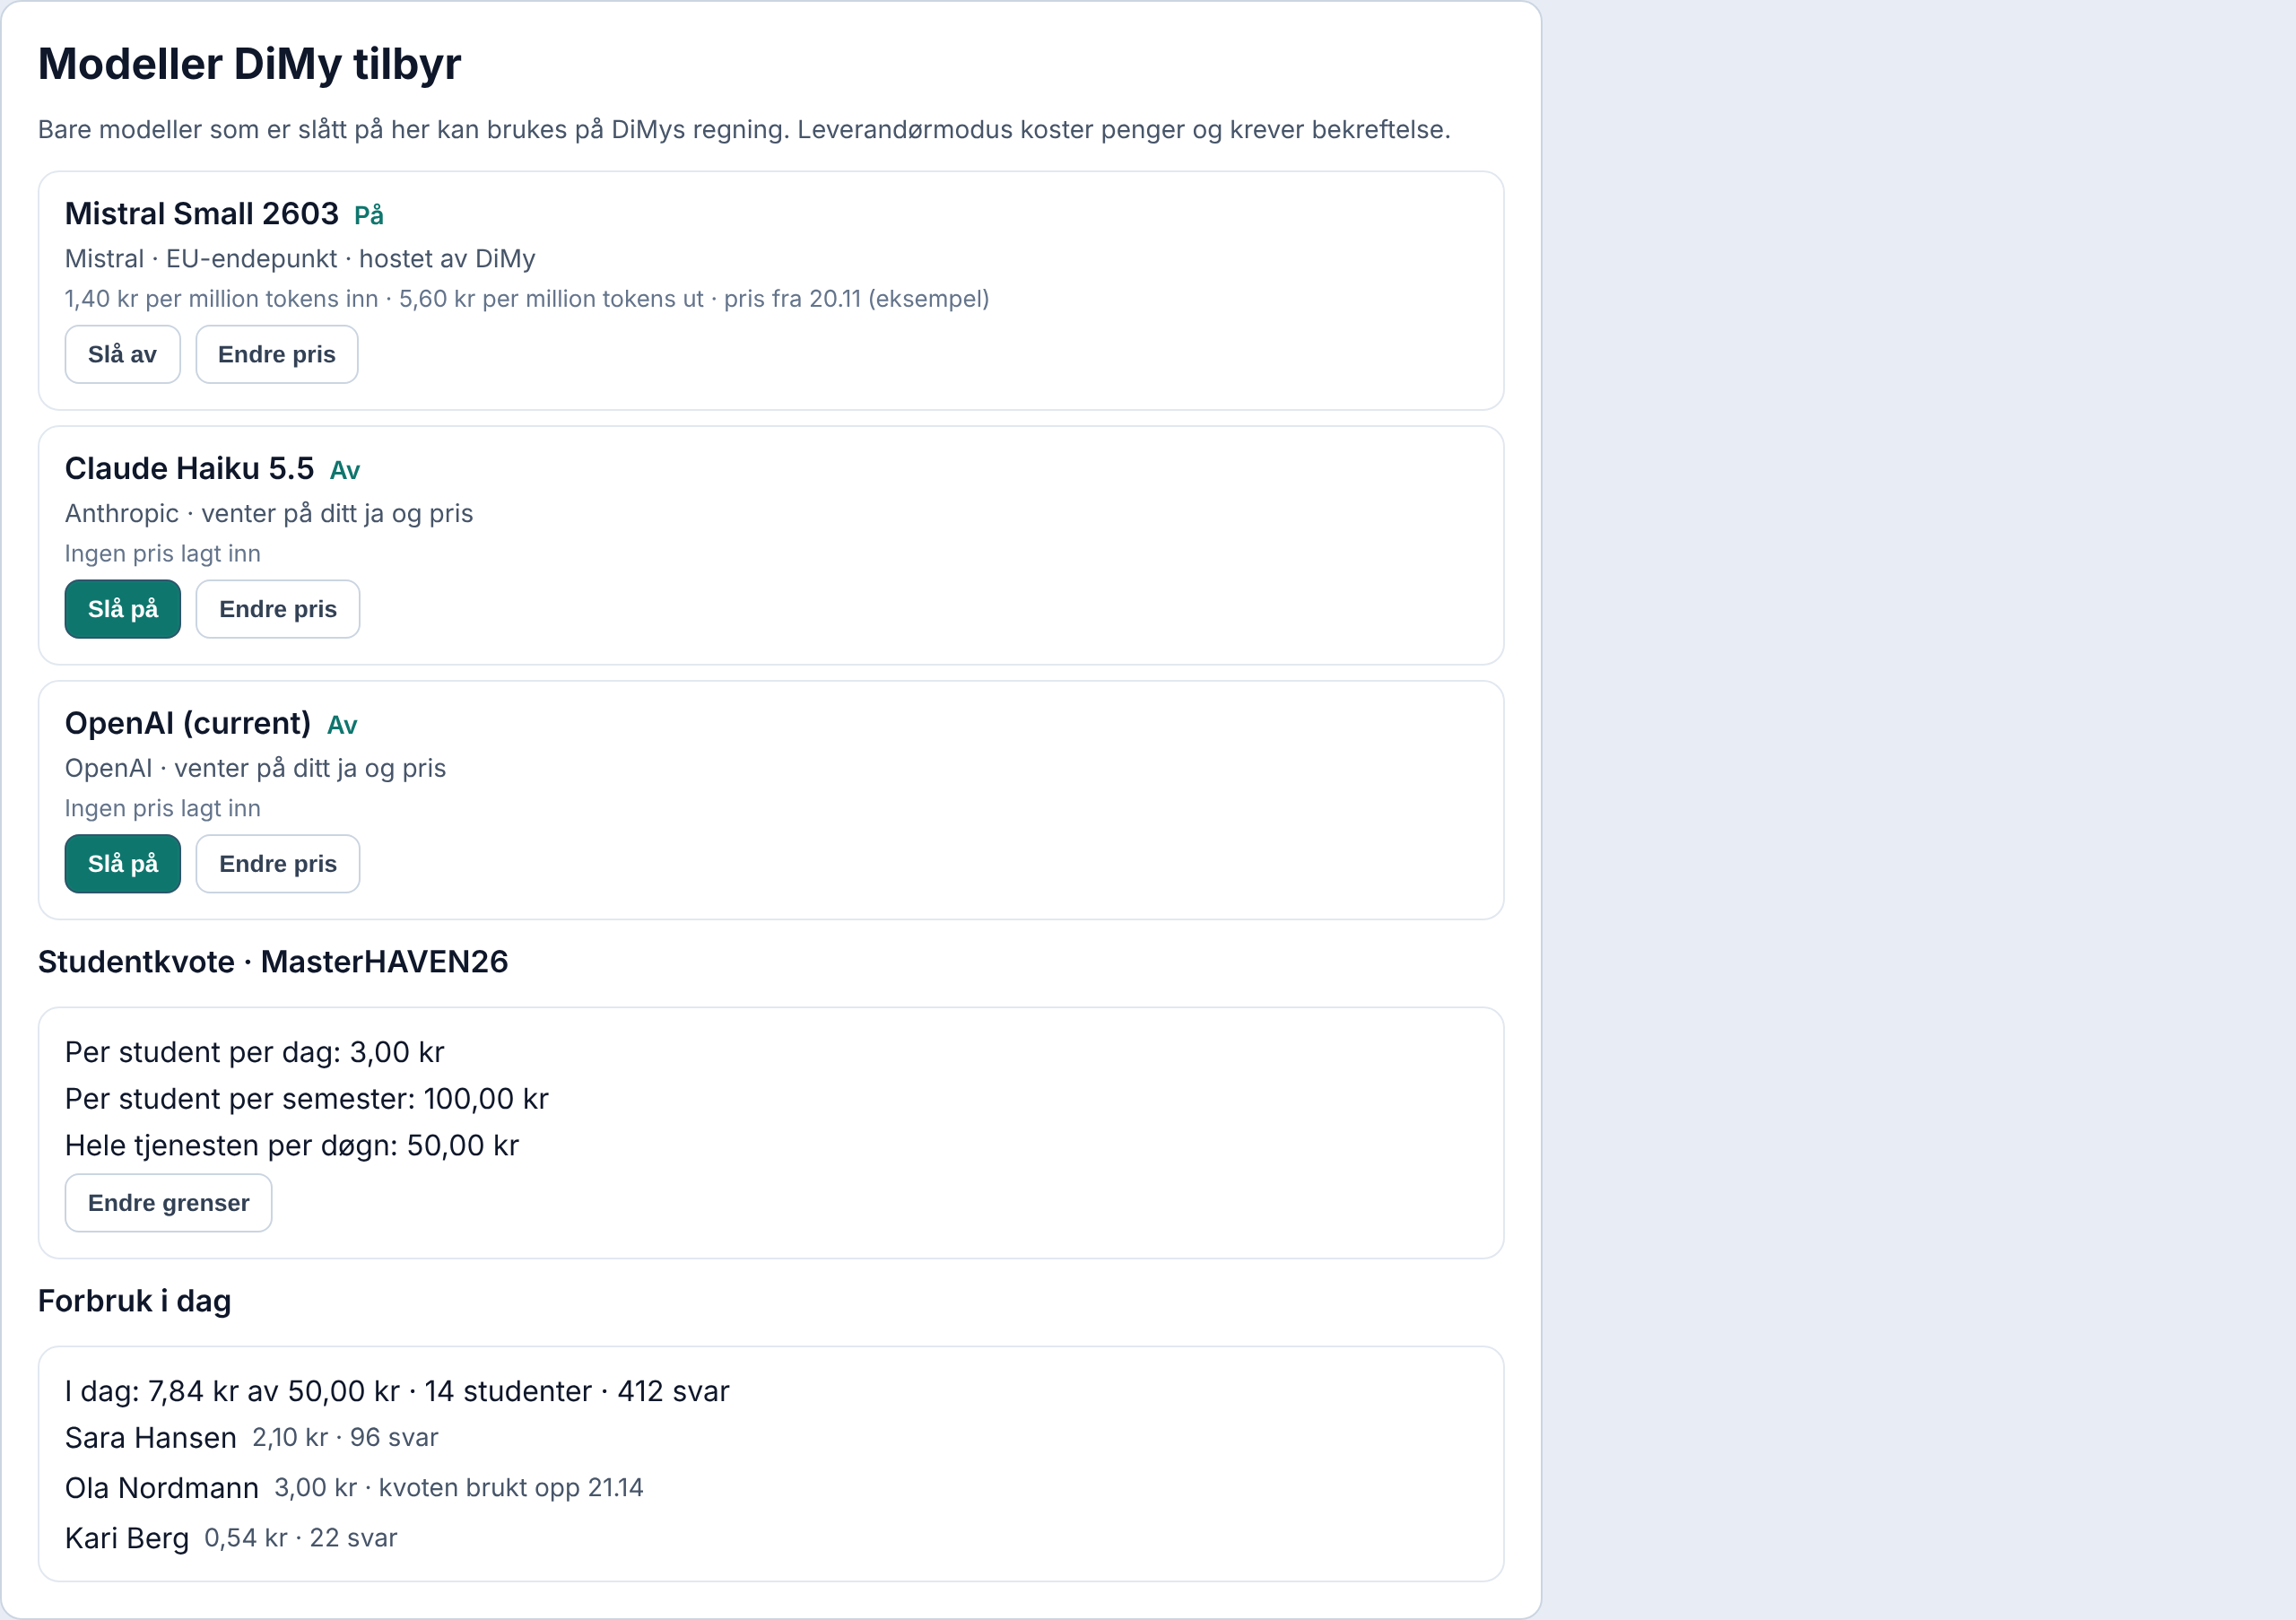 Modeller DiMy tilbyr
Bare modeller som er slått på her kan brukes på DiMys regning. Leverandørmodus koster penger og krever bekreftelse.
Mistral Small 2603 På
Mistral · EU-endepunkt · hostet av DiMy
1,40 kr per million tokens inn · 5,60 kr per million tokens ut · pris fra 20.11 (eksempel)
Slå av Endre pris
Claude Haiku 5.5 Av
Anthropic · venter på ditt ja og pris
Ingen pris lagt inn
Slå på Endre pris
OpenAI (current) Av
OpenAI · venter på ditt ja og pris
Ingen pris lagt inn
Slå på Endre pris
Studentkvote · MasterHAVEN26
Per student per dag: 3,00 kr
Per student per semester: 100,00 kr
Hele tjenesten per døgn: 50,00 kr
Endre grenser
Forbruk i dag
I dag: 7,84 kr av 50,00 kr · 14 studenter · 412 svar
Sara Hansen 2,10 kr · 96 svar
Ola Nordmann 3,00 kr · kvoten brukt opp 21.14
Kari Berg 0,54 kr · 22 svar